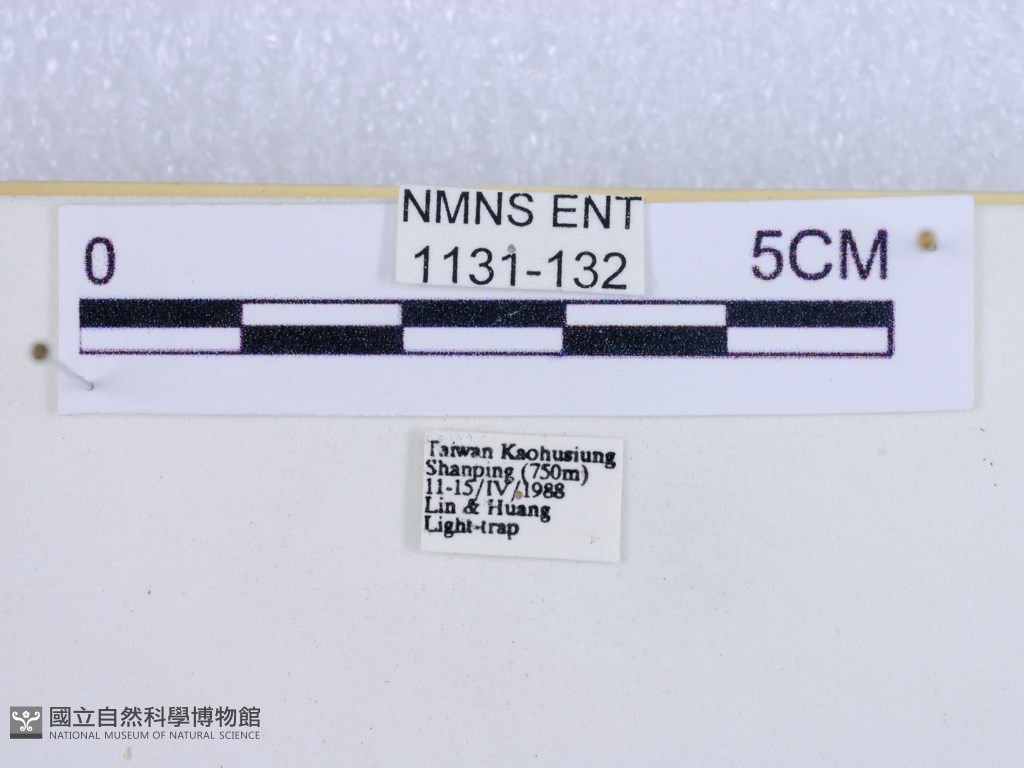 NMNS ENT
1131-132
0
5CM
Taiwan Kaohusiung
Shanping (750m)
11-15/IV/1988
Lin & Huang
Light-trap
國立自然科學博物館
NATIONAL MUSEUM OF NATURAL SCIENCE